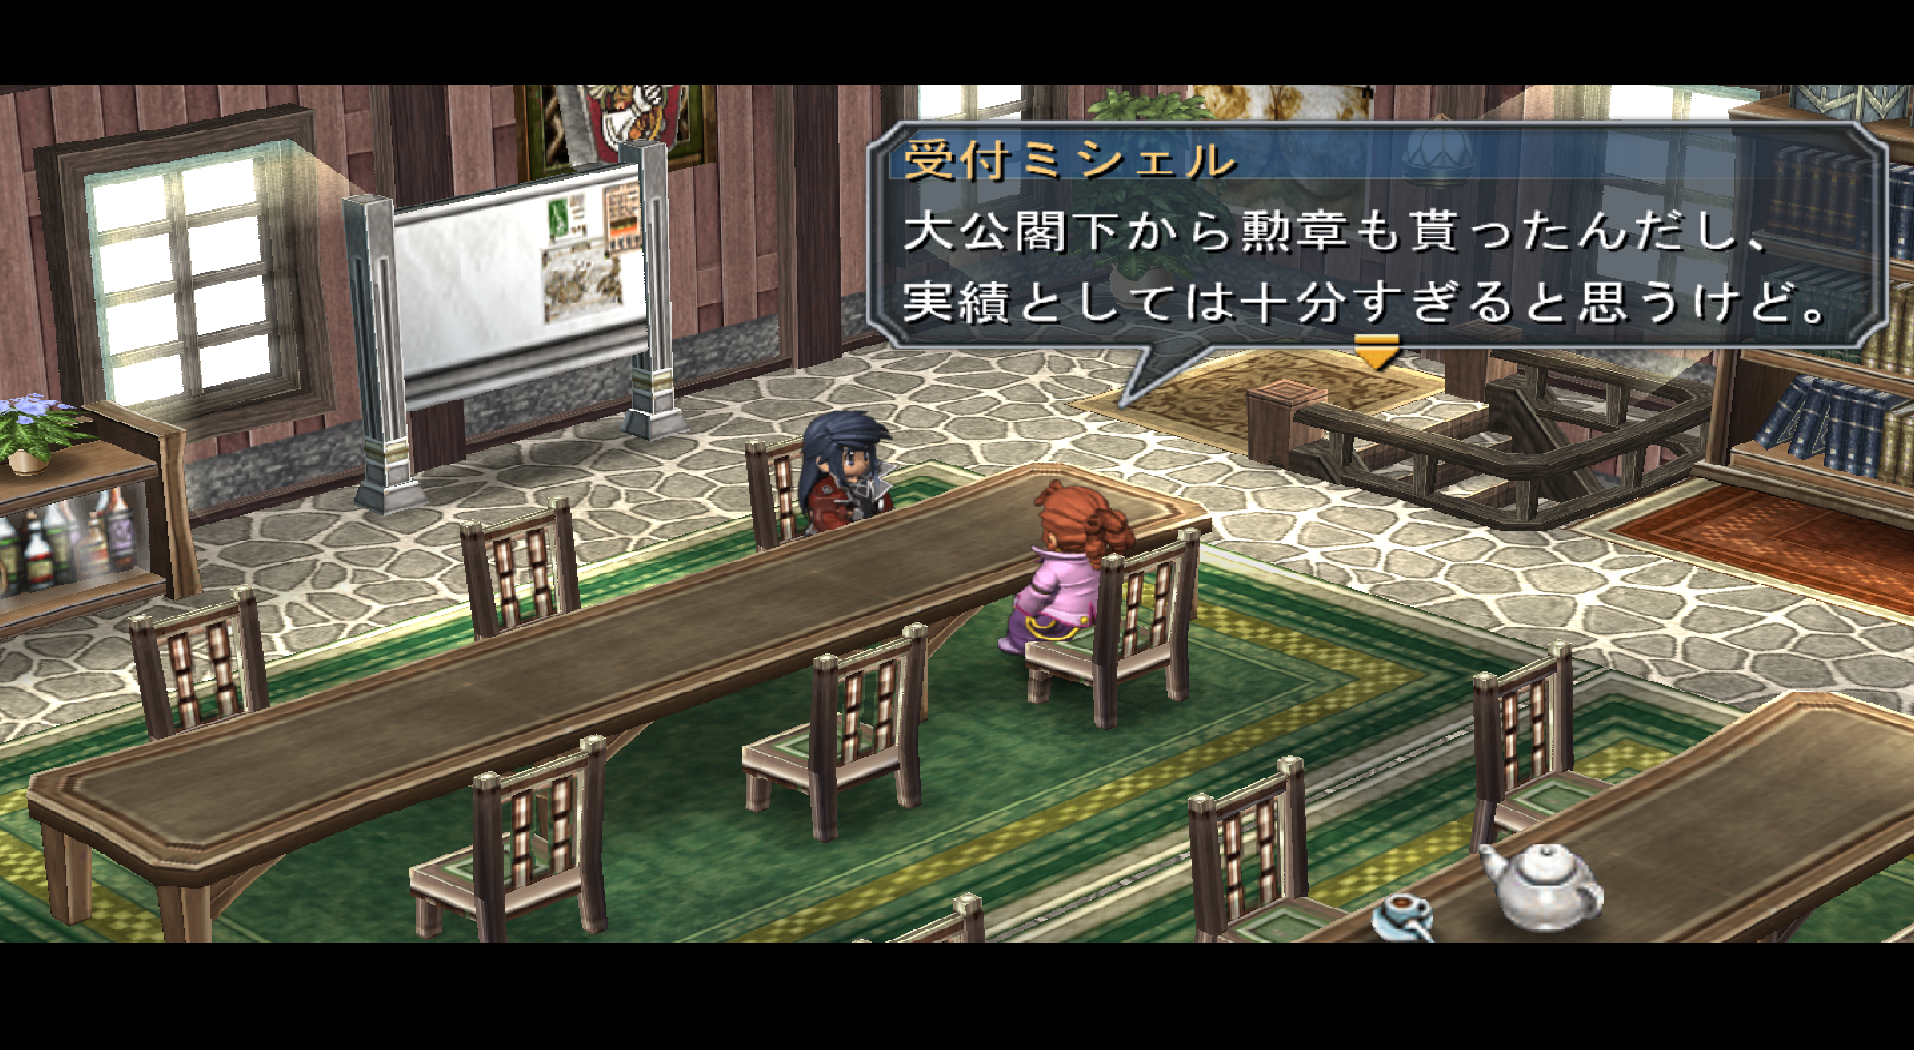 受付ミシェル
大公閣下から勲章も貰ったんだし、
実績としては十分すぎると思うけど。